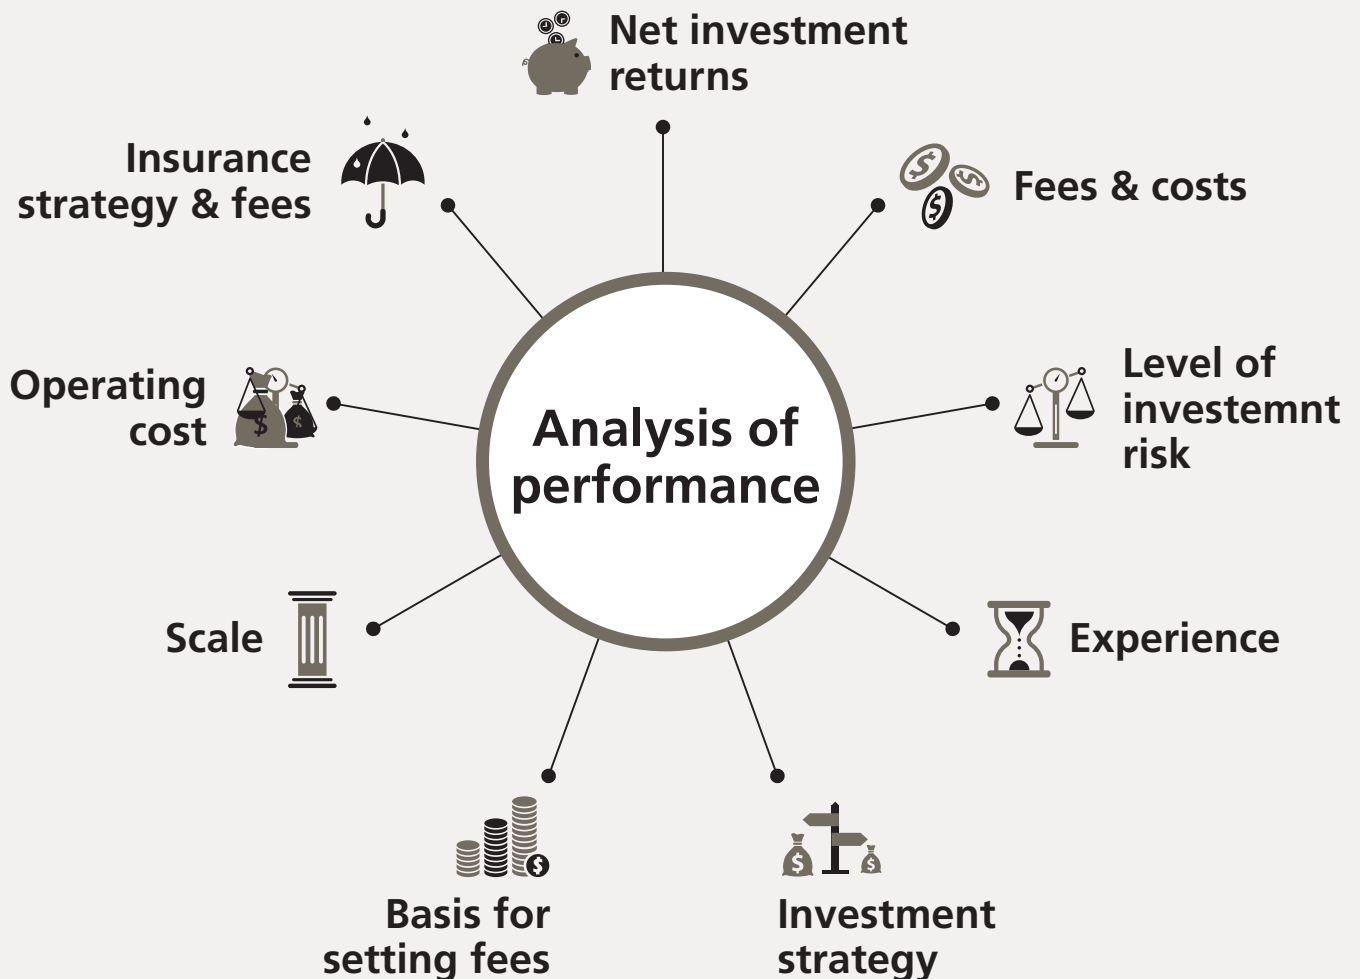 Net investment
returns
Insurance
strategy & fees
Fees & costs
Operating
cost
Level of
investemnt
risk
Analysis of
performance
Scale
Experience
Basis for
setting fees
Investment
strategy